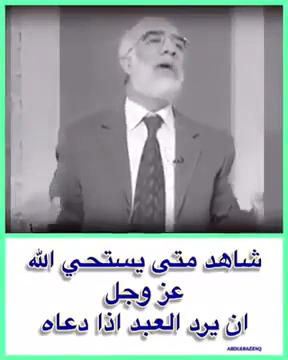 شاهد متى يستحي الله
عز وجل
ان يرد العبد اذا دعاه